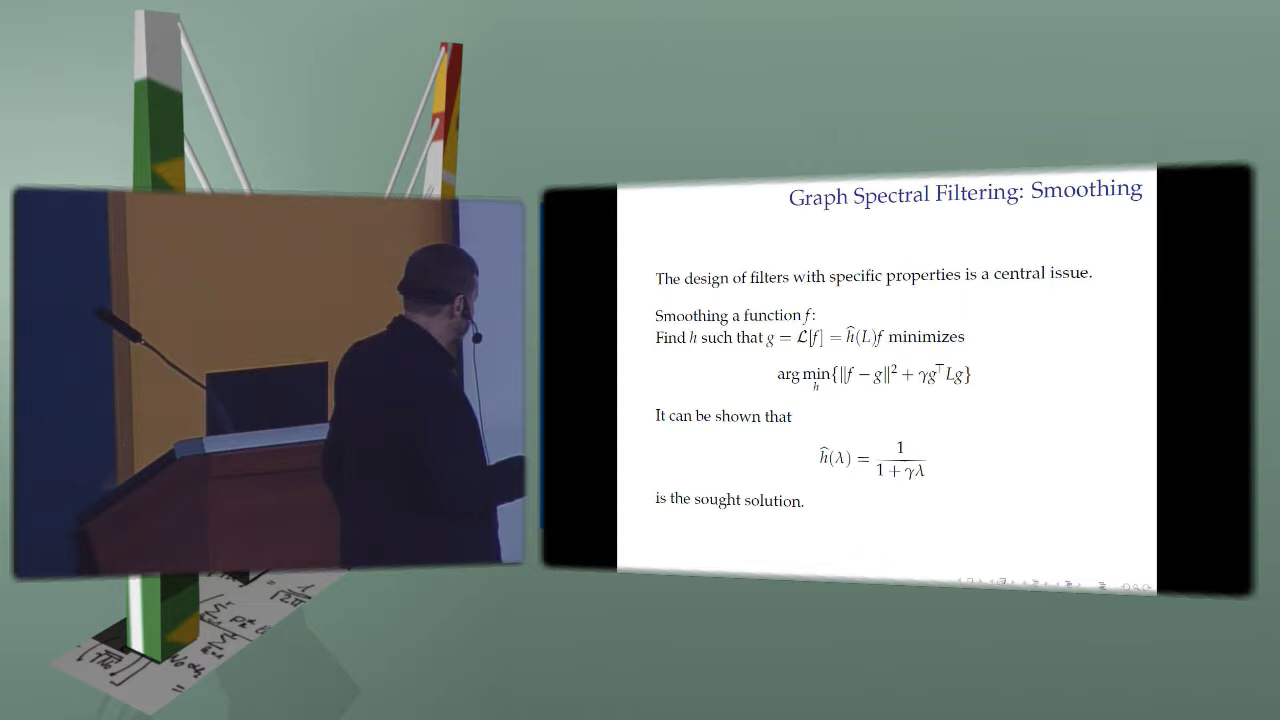 Graph Spectral Filtering: Smoothing
The design of filters with specific properties is a central issue.
Smoothing a function f:
Find h such that g = ℒ[f] = ĥ(L)f minimizes
arg min{‖f − g‖² + γg⊤Lg}
h
It can be shown that
ĥ(λ) = 1
1 + γλ
is the sought solution.